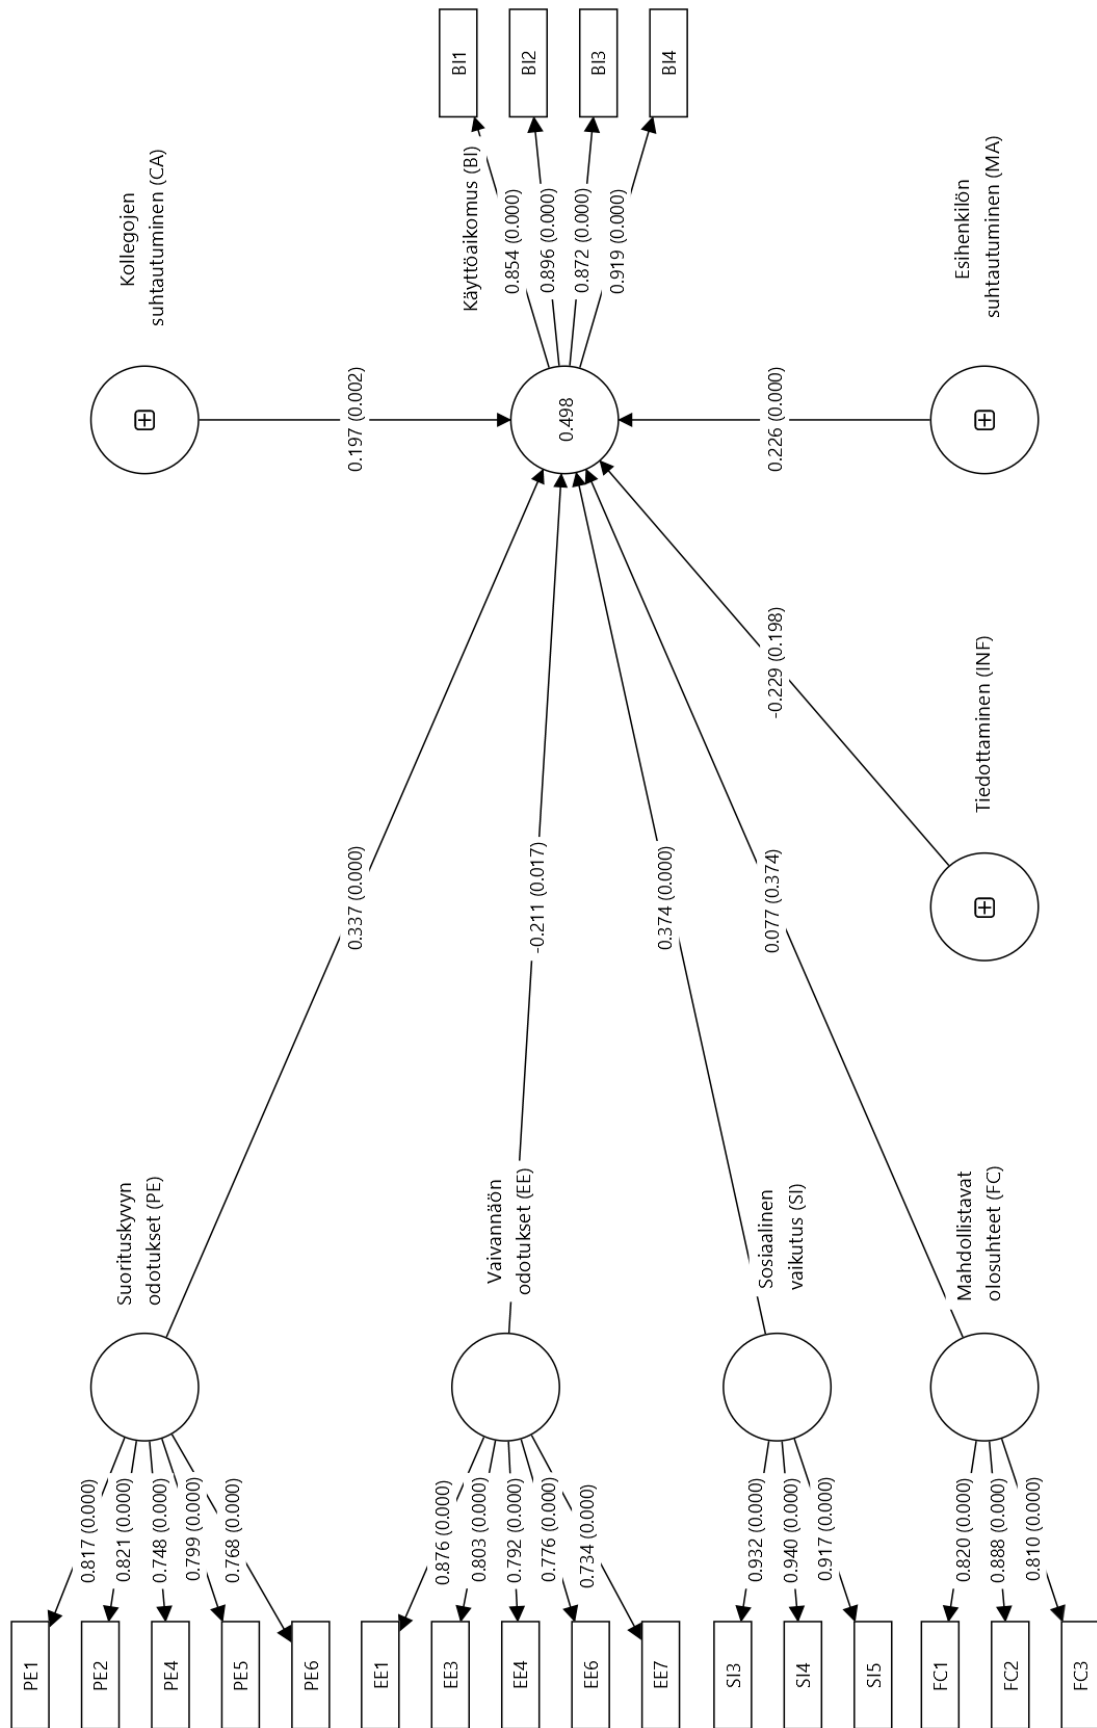 PE1
PE2
PE4
PE5
PE6
0.817 (0.000)
0.821 (0.000)
0.748 (0.000)
0.799 (0.000)
0.768 (0.000)
Suorituskyvyn
odotukset (PE)
0.337 (0.000)
Kollegojen
suhtautuminen (CA)
0.197 (0.002)
EE1
EE3
EE4
EE6
EE7
0.876 (0.000)
0.803 (0.000)
0.792 (0.000)
0.776 (0.000)
0.734 (0.000)
Vaivannäön
odotukset (EE)
-0.211 (0.017)
0.498
Käyttöaikomus (BI)
0.854 (0.000)
0.896 (0.000)
0.872 (0.000)
0.919 (0.000)
BI1
BI2
BI3
BI4
SI3
SI4
SI5
0.932 (0.000)
0.940 (0.000)
0.917 (0.000)
Sosiaalinen
vaikutus (SI)
0.374 (0.000)
FC1
FC2
FC3
0.820 (0.000)
0.888 (0.000)
0.810 (0.000)
Mahdollistavat
olosuhteet (FC)
0.077 (0.374)
-0.229 (0.198)
Tiedottaminen (INF)
0.226 (0.000)
Esihenkilön
suhtautuminen (MA)